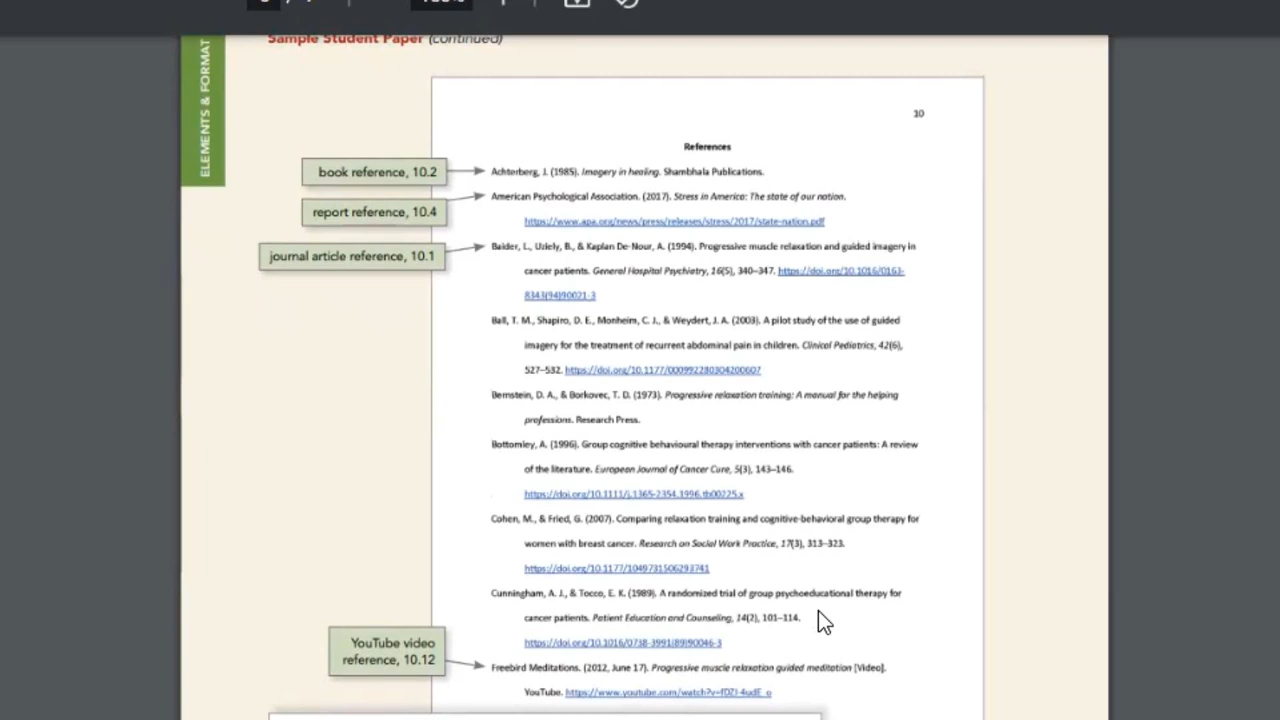 Sample Student Paper (continued)
ELEMENTS & FORMAT
10
References
book reference, 10.2
Achterberg, J. (1985). Imagery in healing. Shambhala Publications.
report reference, 10.4
American Psychological Association. (2017). Stress in America: The state of our nation.
https://www.apa.org/news/press/releases/stress/2017/state-nation.pdf
journal article reference, 10.1
Baider, L., Uziely, B., & Kaplan De-Nour, A. (1994). Progressive muscle relaxation and guided imagery in
cancer patients. General Hospital Psychiatry, 16(5), 340–347. https://doi.org/10.1016/0163-
8343(94)90021-3
Ball, T. M., Shapiro, D. E., Monheim, C. J., & Weydert, J. A. (2003). A pilot study of the use of guided
imagery for the treatment of recurrent abdominal pain in children. Clinical Pediatrics, 42(6),
527–532. https://doi.org/10.1177/000992280304200607
Bernstein, D. A., & Borkovec, T. D. (1973). Progressive relaxation training: A manual for the helping
professions. Research Press.
Bottomley, A. (1996). Group cognitive behavioural therapy interventions with cancer patients: A review
of the literature. European Journal of Cancer Cure, 5(3), 143–146.
https://doi.org/10.1111/j.1365-2354.1996.tb00225.x
Cohen, M., & Fried, G. (2007). Comparing relaxation training and cognitive-behavioral group therapy for
women with breast cancer. Research on Social Work Practice, 17(3), 313–323.
https://doi.org/10.1177/1049731506293741
Cunningham, A. J., & Tocco, E. K. (1989). A randomized trial of group psychoeducational therapy for
cancer patients. Patient Education and Counseling, 14(2), 101–114.
https://doi.org/10.1016/0738-3991(89)90046-3
YouTube video
reference, 10.12
Freebird Meditations. (2012, June 17). Progressive muscle relaxation guided meditation [Video].
YouTube.